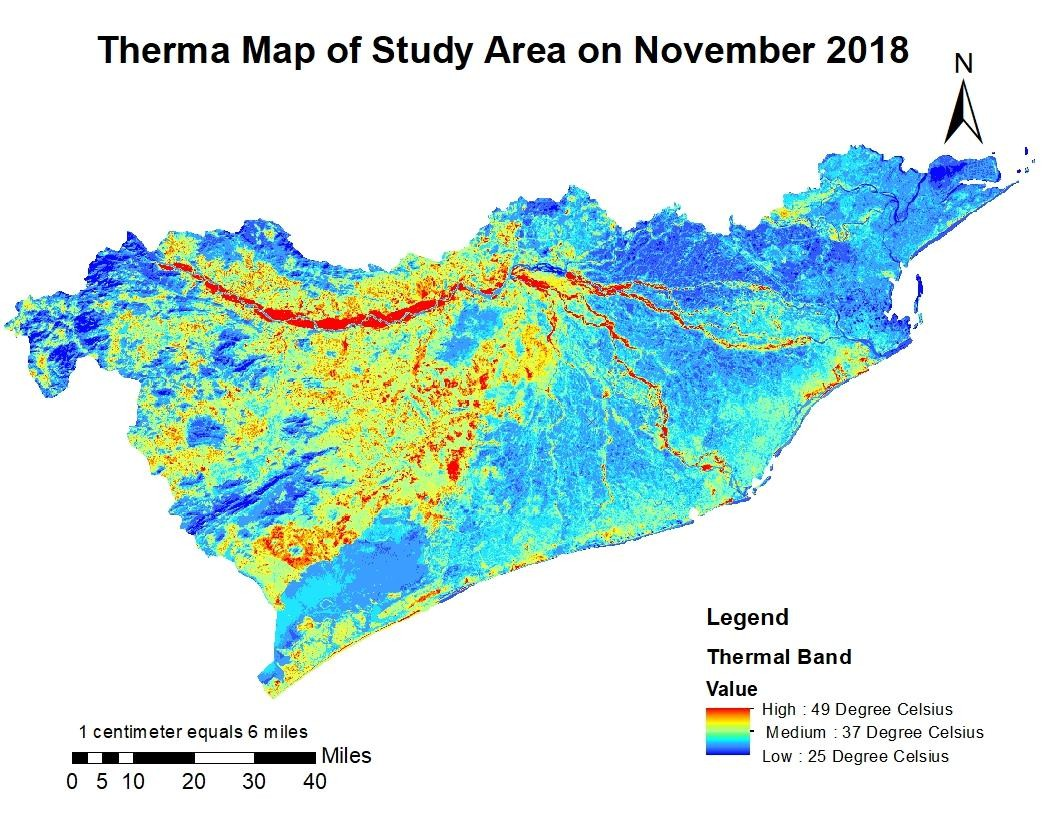 Therma Map of Study Area on November 2018
N
Legend
Thermal Band
Value
High : 49 Degree Celsius
Medium : 37 Degree Celsius
Low : 25 Degree Celsius
1 centimeter equals 6 miles
Miles
0 5 10 20 30 40